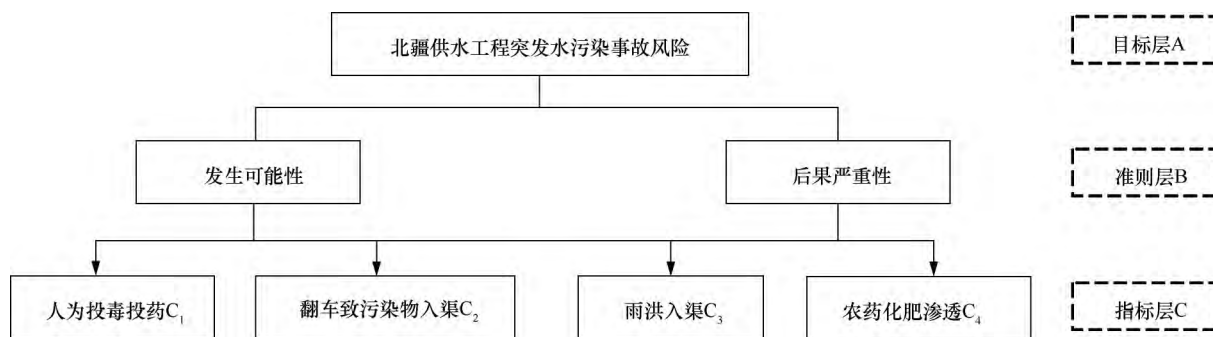 北疆供水工程突发水污染事故风险
目标层A
发生可能性
后果严重性
准则层B
人为投毒投药C₁
翻车致污染物入渠C₂
雨洪入渠C₃
农药化肥渗透C₄
指标层C